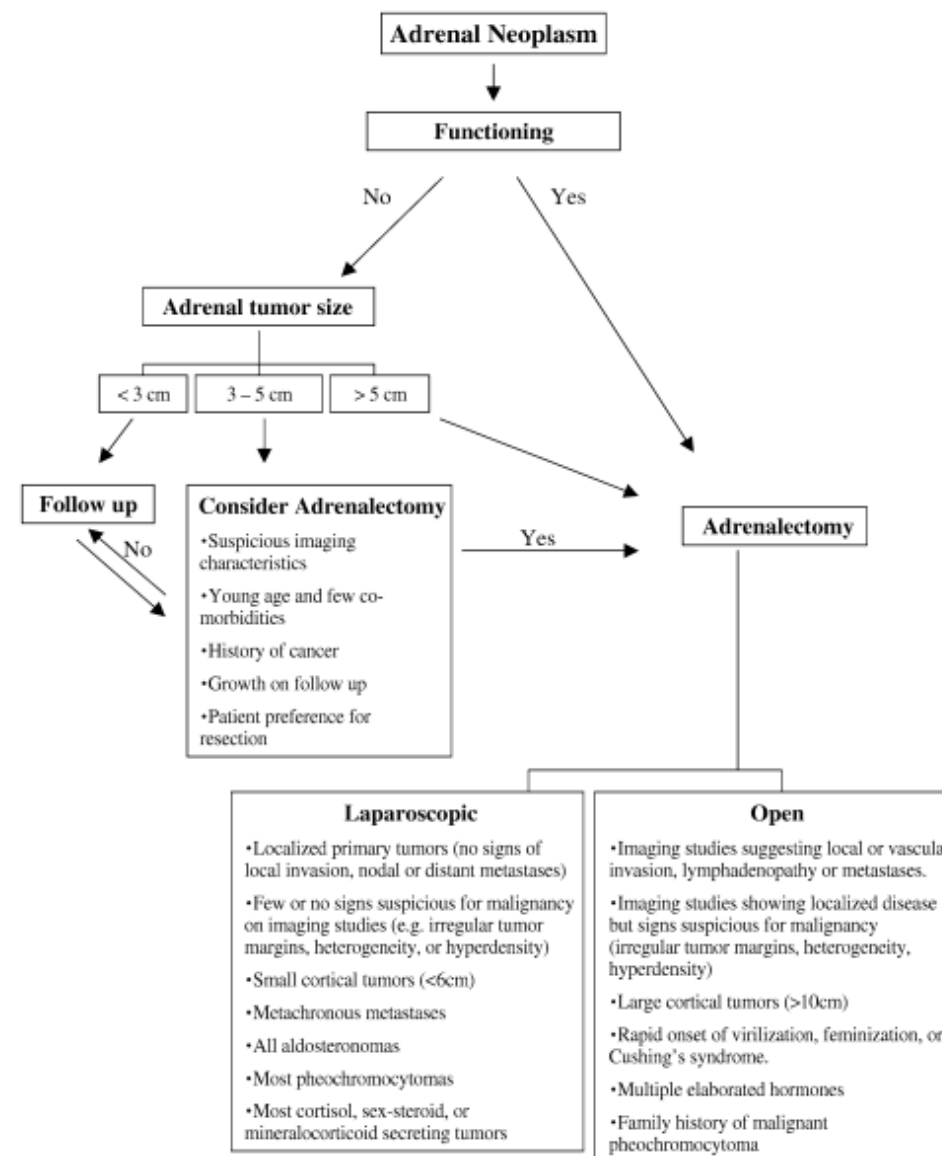 Adrenal Neoplasm
Functioning
No
Yes
Adrenal tumor size
< 3 cm
3 – 5 cm
> 5 cm
Follow up
No
Consider Adrenalectomy
•Suspicious imaging
characteristics
•Young age and few co-
morbidities
•History of cancer
•Growth on follow up
•Patient preference for
resection
Yes
Adrenalectomy
Laparoscopic
•Localized primary tumors (no signs of
local invasion, nodal or distant metastases)
•Few or no signs suspicious for malignancy
on imaging studies (e.g. irregular tumor
margins, heterogeneity, or hyperdensity)
•Small cortical tumors (<6cm)
•Metachronous metastases
•All aldosteronomas
•Most pheochromocytomas
•Most cortisol, sex-steroid, or
mineralocorticoid secreting tumors
Open
•Imaging studies suggesting local or vascula
invasion, lymphadenopathy or metastases.
•Imaging studies showing localized disease
but signs suspicious for malignancy
(irregular tumor margins, heterogeneity,
hyperdensity)
•Large cortical tumors (>10cm)
•Rapid onset of virilization, feminization, or
Cushing's syndrome.
•Multiple elaborated hormones
•Family history of malignant
pheochromocytoma